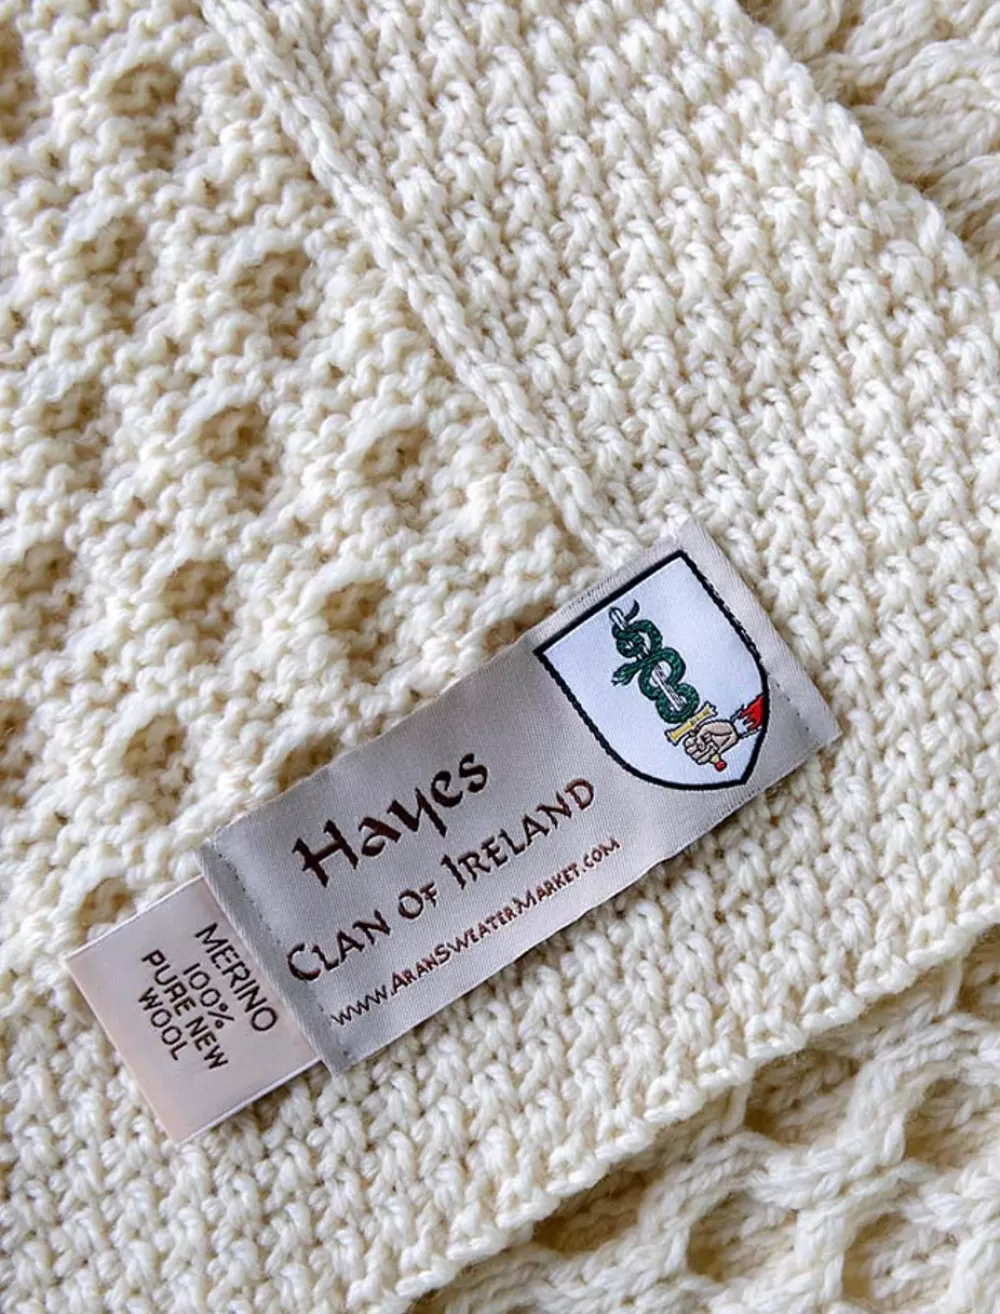 Hayes
Clan Of Ireland
www.AranSweaterMarket.com
MERINO
100%
PURE NEW
WOOL